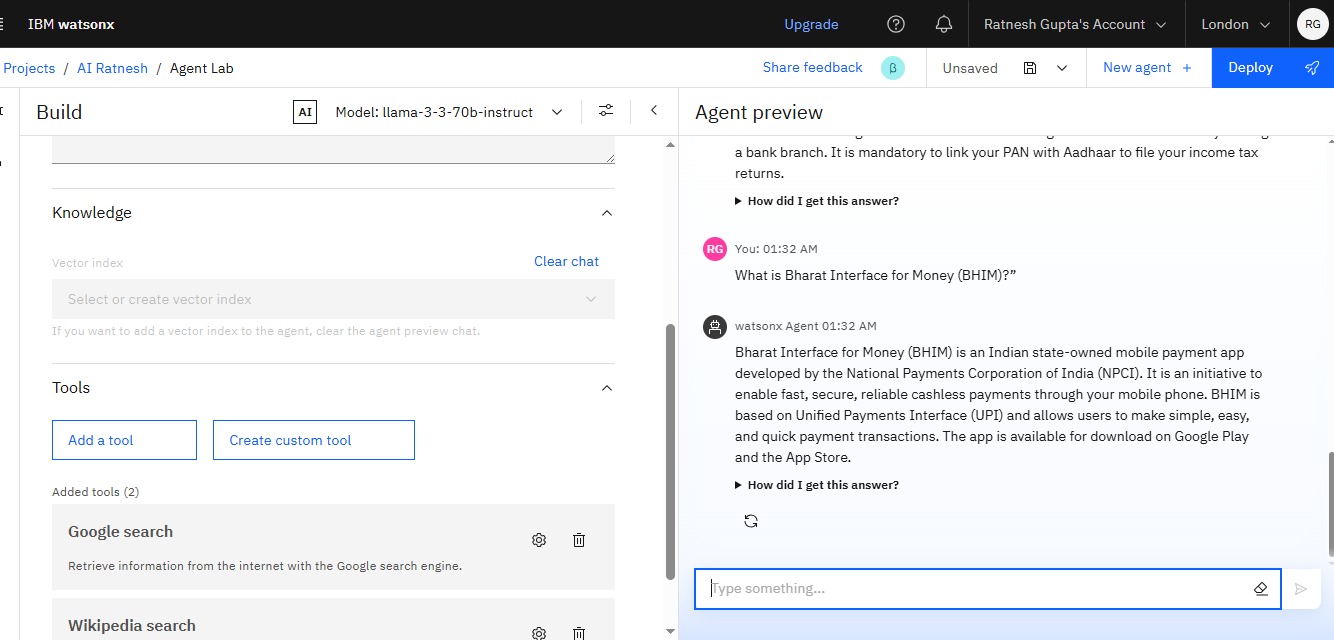 IBM watsonx
Upgrade
Ratnesh Gupta's Account
London
RG
Projects / AI Ratnesh / Agent Lab
Share feedback
β
Unsaved
New agent +
Deploy
Build
AI
Model: llama-3-3-70b-instruct
Agent preview
Knowledge
Vector index
Clear chat
Select or create vector index
If you want to add a vector index to the agent, clear the agent preview chat.
Tools
Add a tool
Create custom tool
Added tools (2)
Google search
Retrieve information from the internet with the Google search engine.
Wikipedia search
a bank branch. It is mandatory to link your PAN with Aadhaar to file your income tax
returns.
How did I get this answer?
RG
You: 01:32 AM
What is Bharat Interface for Money (BHIM)?”
watsonx Agent 01:32 AM
Bharat Interface for Money (BHIM) is an Indian state-owned mobile payment app
developed by the National Payments Corporation of India (NPCI). It is an initiative to
enable fast, secure, reliable cashless payments through your mobile phone. BHIM is
based on Unified Payments Interface (UPI) and allows users to make simple, easy,
and quick payment transactions. The app is available for download on Google Play
and the App Store.
How did I get this answer?
Type something...